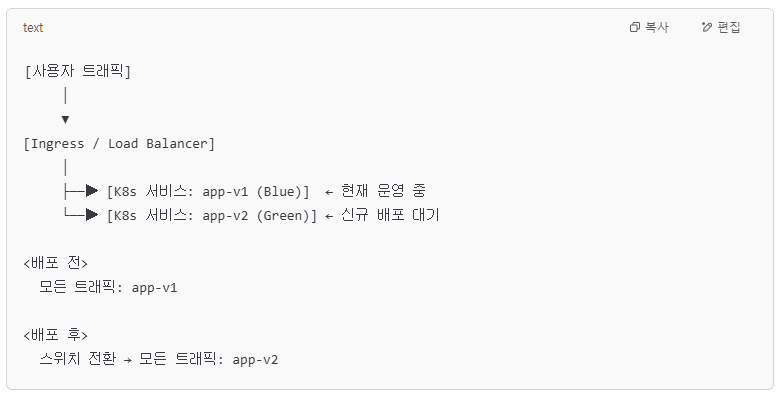 text
복사
편집
[사용자 트래픽]
│
▼
[Ingress / Load Balancer]
│
├──▶ [K8s 서비스: app-v1 (Blue)] ← 현재 운영 중
└──▶ [K8s 서비스: app-v2 (Green)] ← 신규 배포 대기
<배포 전>
모든 트래픽: app-v1
<배포 후>
스위치 전환 → 모든 트래픽: app-v2